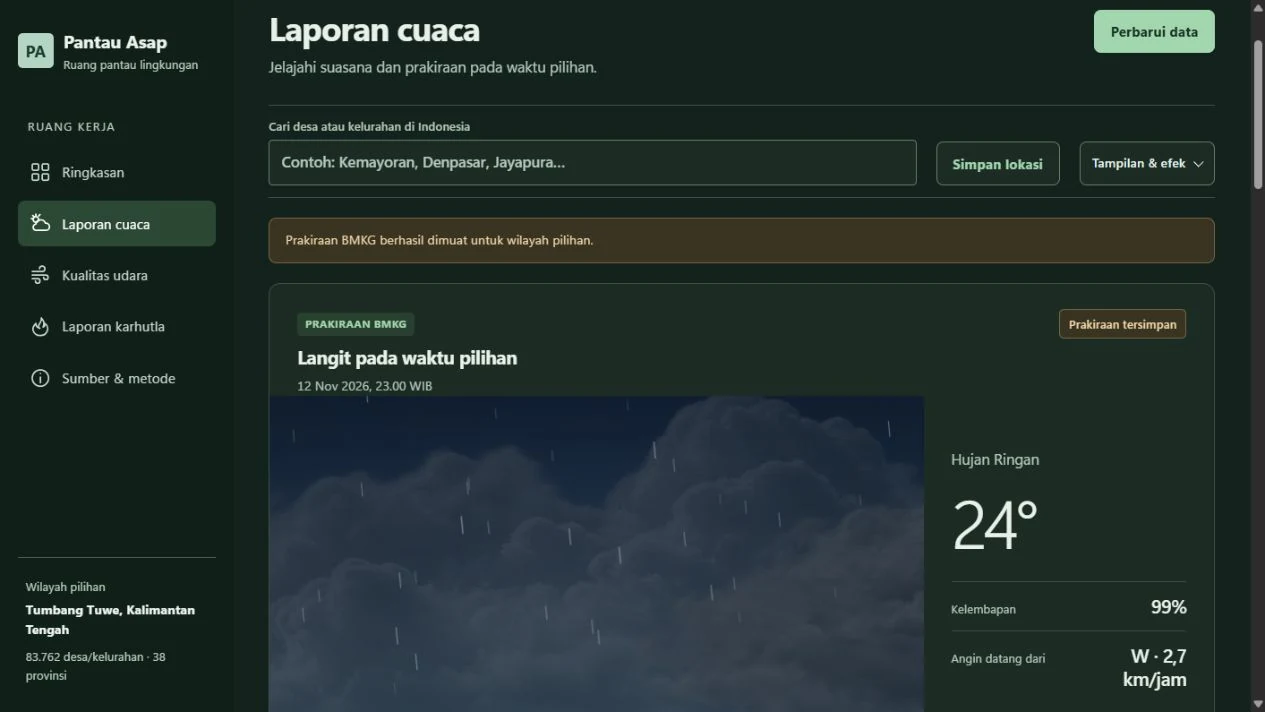 PA
Pantau Asap
Ruang pantau lingkungan
RUANG KERJA
Ringkasan
Laporan cuaca
Kualitas udara
Laporan karhutla
Sumber & metode
Wilayah pilihan
Tumbang Tuwe, Kalimantan
Tengah
83.762 desa/kelurahan · 38
provinsi
Laporan cuaca
Jelajahi suasana dan prakiraan pada waktu pilihan.
Perbarui data
Cari desa atau kelurahan di Indonesia
Contoh: Kemayoran, Denpasar, Jayapura...
Simpan lokasi
Tampilan & efek
Prakiraan BMKG berhasil dimuat untuk wilayah pilihan.
PRAKIRAAN BMKG
Prakiraan tersimpan
Langit pada waktu pilihan
12 Nov 2026, 23.00 WIB
Hujan Ringan
24°
Kelembapan
99%
Angin datang dari
W · 2,7
km/jam